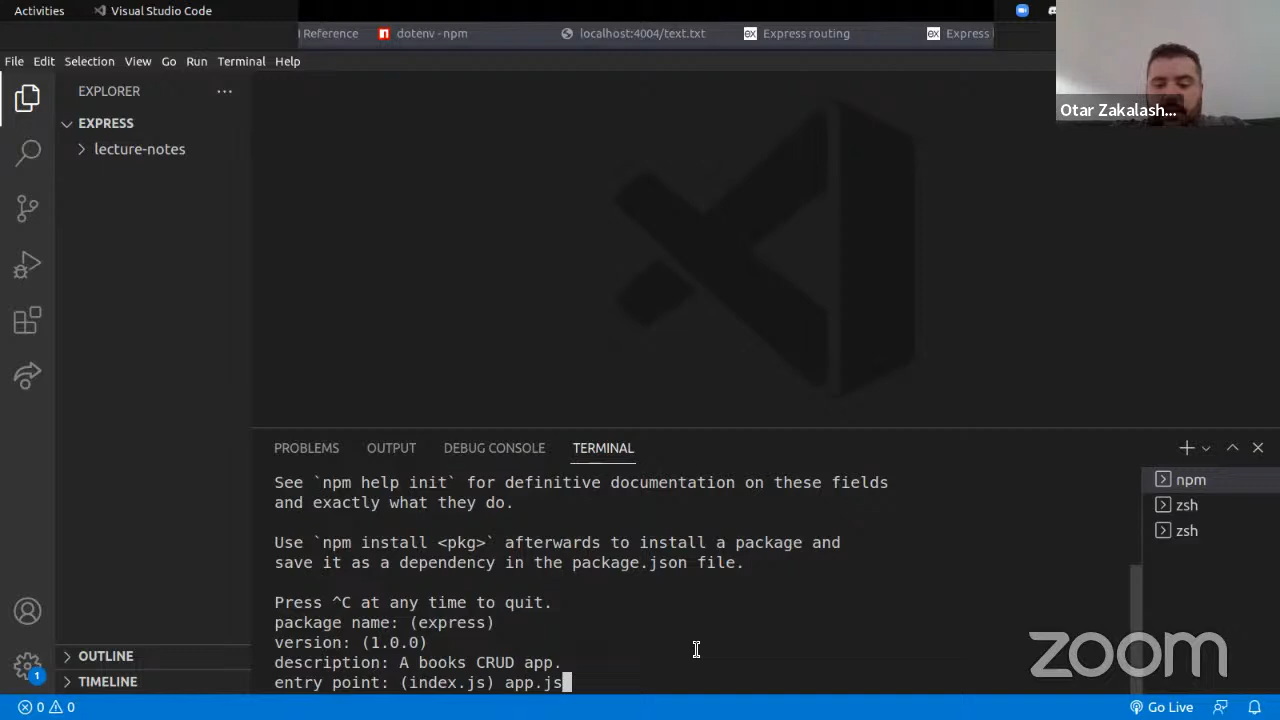 Activities
Visual Studio Code
Reference
dotenv - npm
localhost:4004/text.txt
ex Express routing
ex Express
File Edit Selection View Go Run Terminal Help
Otar Zakalash...
EXPLORER
EXPRESS
lecture-notes
PROBLEMS OUTPUT DEBUG CONSOLE TERMINAL
See `npm help init` for definitive documentation on these fields
and exactly what they do.
Use `npm install <pkg>` afterwards to install a package and
save it as a dependency in the package.json file.
Press ^C at any time to quit.
package name: (express)
version: (1.0.0)
description: A books CRUD app.
entry point: (index.js) app.js
npm
zsh
zsh
OUTLINE
TIMELINE
1
zoom
0 0
Go Live